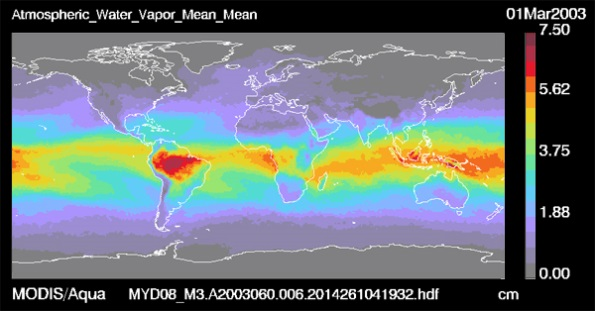 Atmospheric_Water_Vapor_Mean_Mean 01Mar2003
7.50
5.62
3.75
1.88
0.00
MODIS/Aqua MYD08_M3.A2003060.006.2014261041932.hdf cm